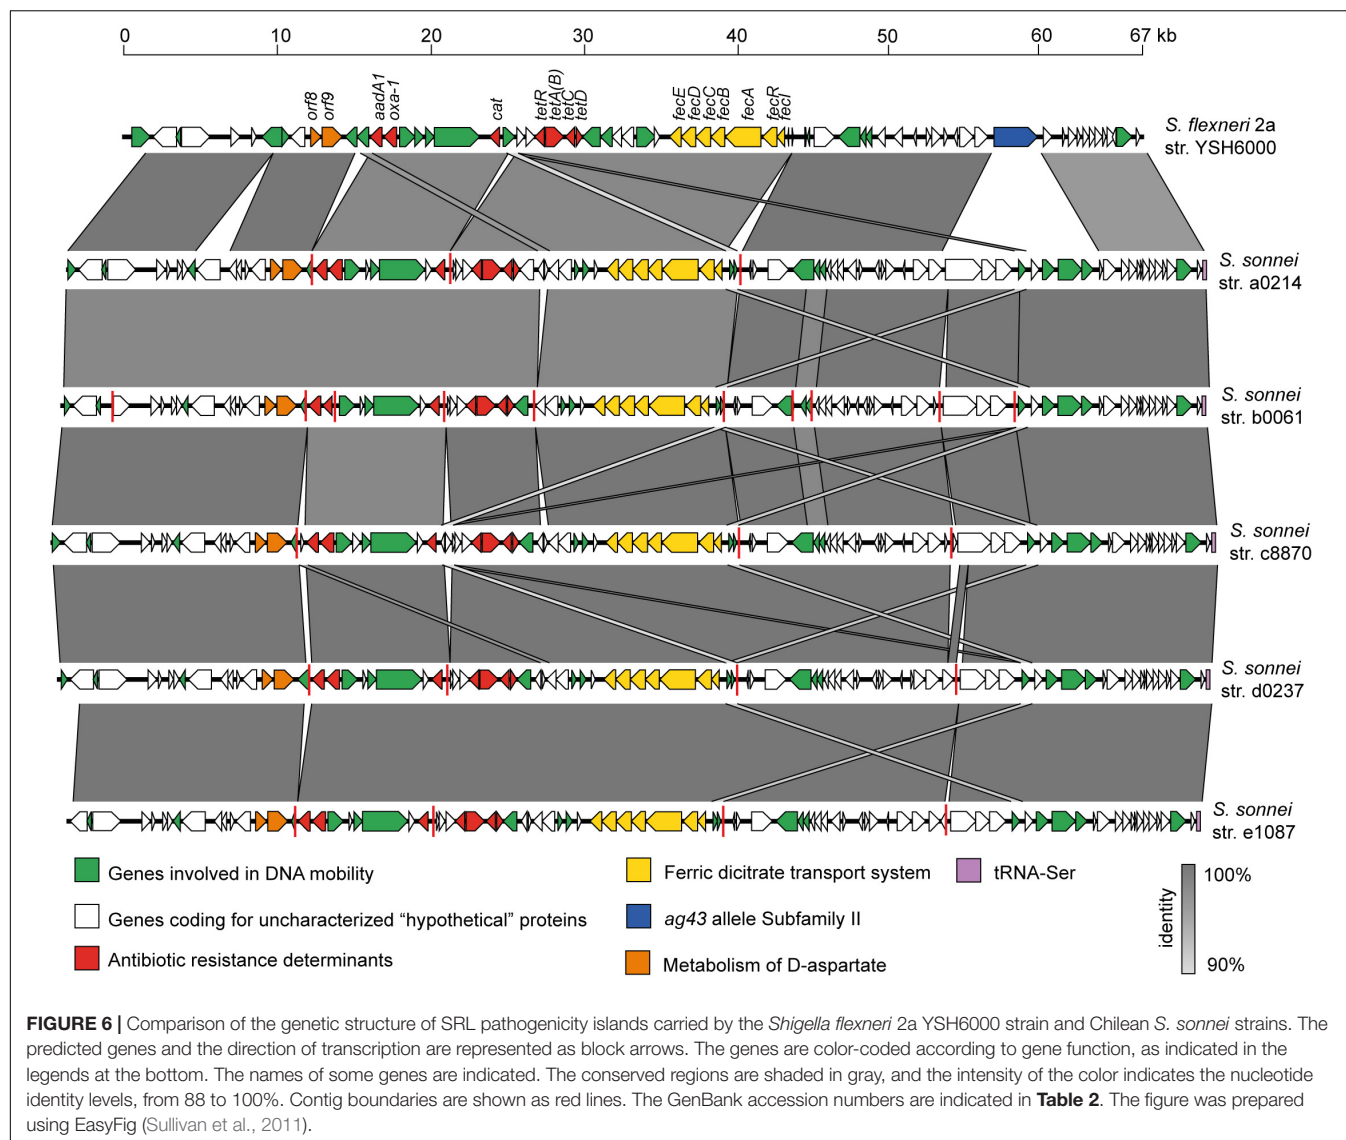 0 10 20 30 40 50 60 67 kb
orf8 orf9 aadA1 oxa-1 cat tetR tetA(B) tetC tetD fecE fecD fecC fecB fecA fecR fecI
S. flexneri 2a
str. YSH6000
S. sonnei
str. a0214
S. sonnei
str. b0061
S. sonnei
str. c8870
S. sonnei
str. d0237
S. sonnei
str. e1087
Genes involved in DNA mobility
Genes coding for uncharacterized “hypothetical” proteins
Antibiotic resistance determinants
Ferric dicitrate transport system
ag43 allele Subfamily II
Metabolism of D-aspartate
tRNA-Ser
identity
100%
90%
FIGURE 6 | Comparison of the genetic structure of SRL pathogenicity islands carried by the Shigella flexneri 2a YSH6000 strain and Chilean S. sonnei strains. The
predicted genes and the direction of transcription are represented as block arrows. The genes are color-coded according to gene function, as indicated in the
legends at the bottom. The names of some genes are indicated. The conserved regions are shaded in gray, and the intensity of the color indicates the nucleotide
identity levels, from 88 to 100%. Contig boundaries are shown as red lines. The GenBank accession numbers are indicated in Table 2. The figure was prepared
using EasyFig (Sullivan et al., 2011).